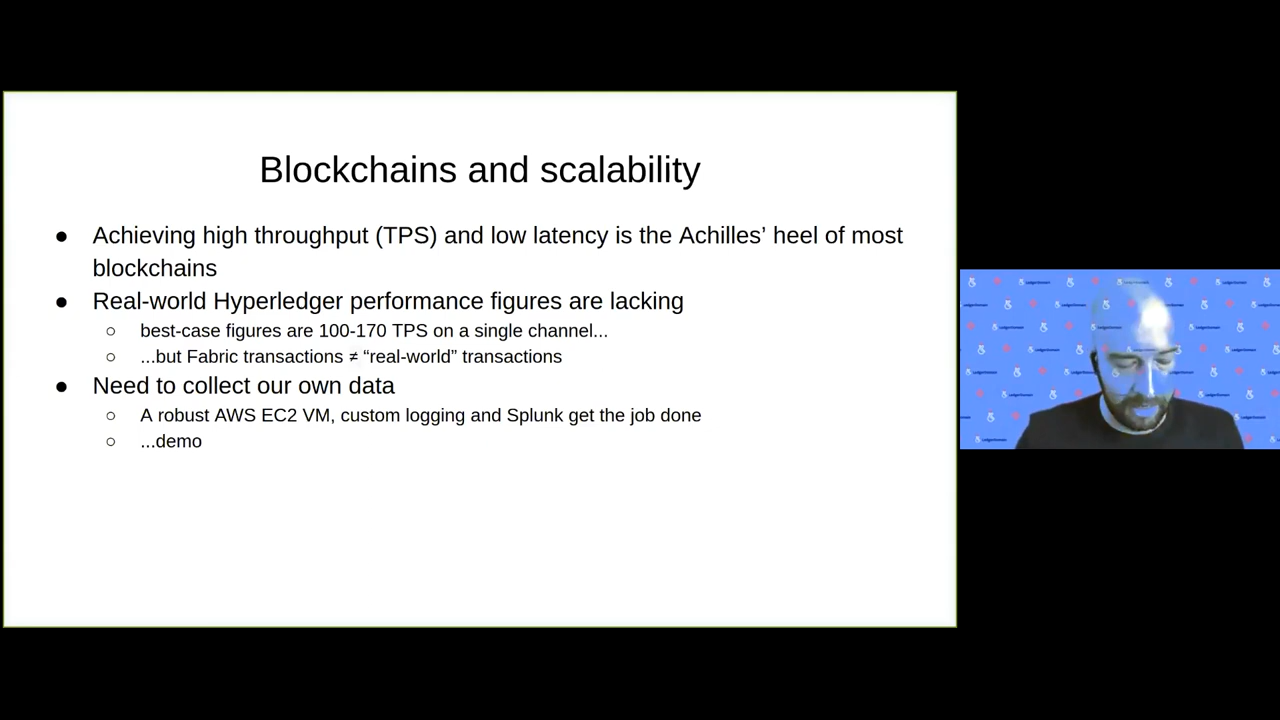 Blockchains and scalability
● Achieving high throughput (TPS) and low latency is the Achilles’ heel of most
blockchains
● Real-world Hyperledger performance figures are lacking
○ best-case figures are 100-170 TPS on a single channel...
○ ...but Fabric transactions ≠ “real-world” transactions
● Need to collect our own data
○ A robust AWS EC2 VM, custom logging and Splunk get the job done
○ ...demo